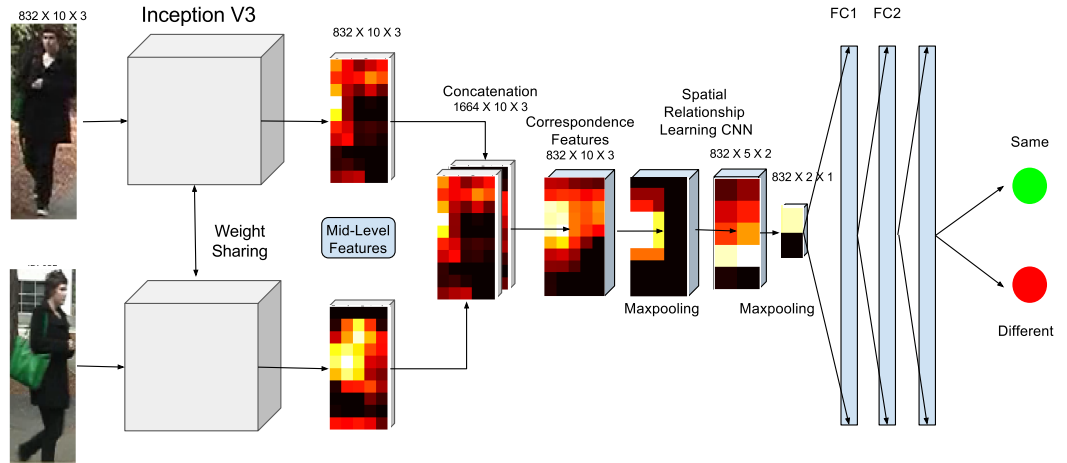 832 X 10 X 3
Inception V3
832 X 10 X 3
Weight
Sharing
Mid-Level
Features
Concatenation
1664 X 10 X 3
Correspondence
Features
832 X 10 X 3
Spatial
Relationship
Learning CNN
832 X 5 X 2
832 X 2 X 1
Maxpooling
Maxpooling
FC1
FC2
Same
Different